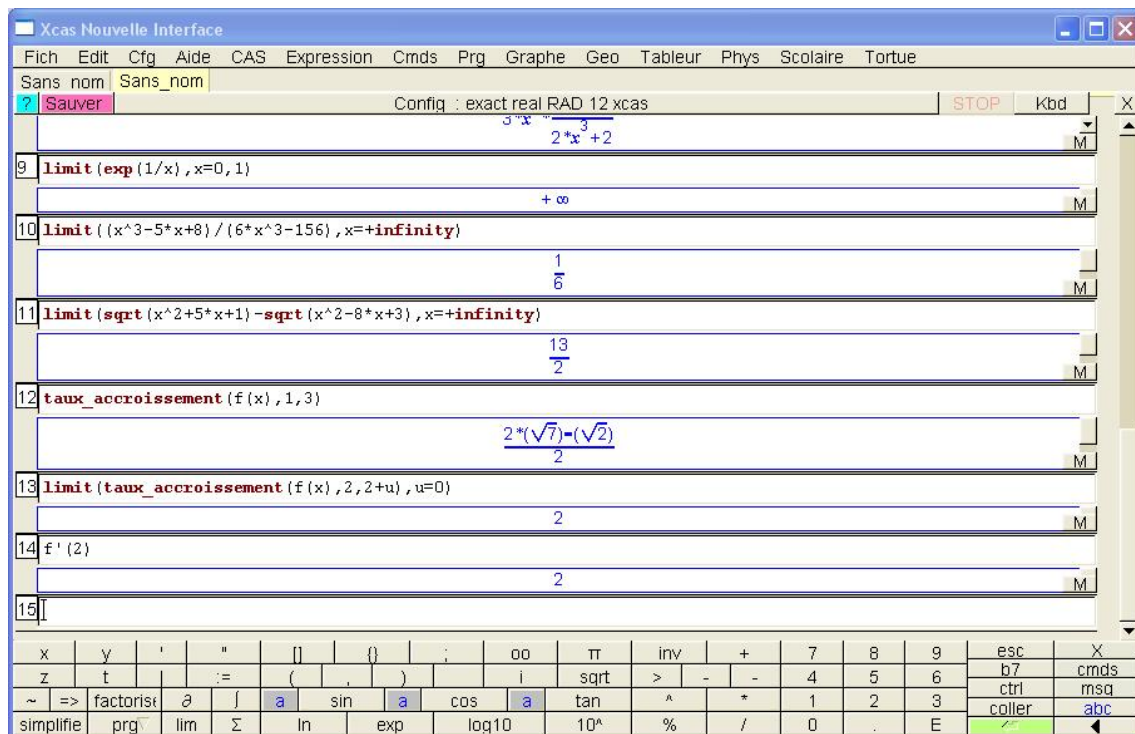 Xcas Nouvelle Interface
Fich Edit Cfg Aide CAS Expression Cmds Prg Graphe Geo Tableur Phys Scolaire Tortue
Sans_nom Sans_nom
? Sauver Config : exact real RAD 12 xcas STOP Kbd X
3*x
3
2*x +2
M
9 limit(exp(1/x),x=0,1)
+∞ M
10 limit((x^3-5*x+8)/(6*x^3-156),x=+infinity)
1
6
M
11 limit(sqrt(x^2+5*x+1)-sqrt(x^2-8*x+3),x=+infinity)
13
2
M
12 taux_accroissement(f(x),1,3)
2*(√7)-(√2)
2
M
13 limit(taux_accroissement(f(x),2,2+u),u=0)
2 M
14 f'(2)
2 M
15
x y ' " [] {} ; oo π inv + 7 8 9 esc X
z t | := ( , ) i sqrt > - - 4 5 6 b7 cmds
~ => factorise ∂ ∫ a sin a cos a tan ^ * 1 2 3 ctrl msg
coller abc
simplifie prg lim Σ ln exp log10 10^ % / 0 . E